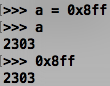 [>>> a = 0x8ff
[>>> a
2303
[>>> 0x8ff
2303